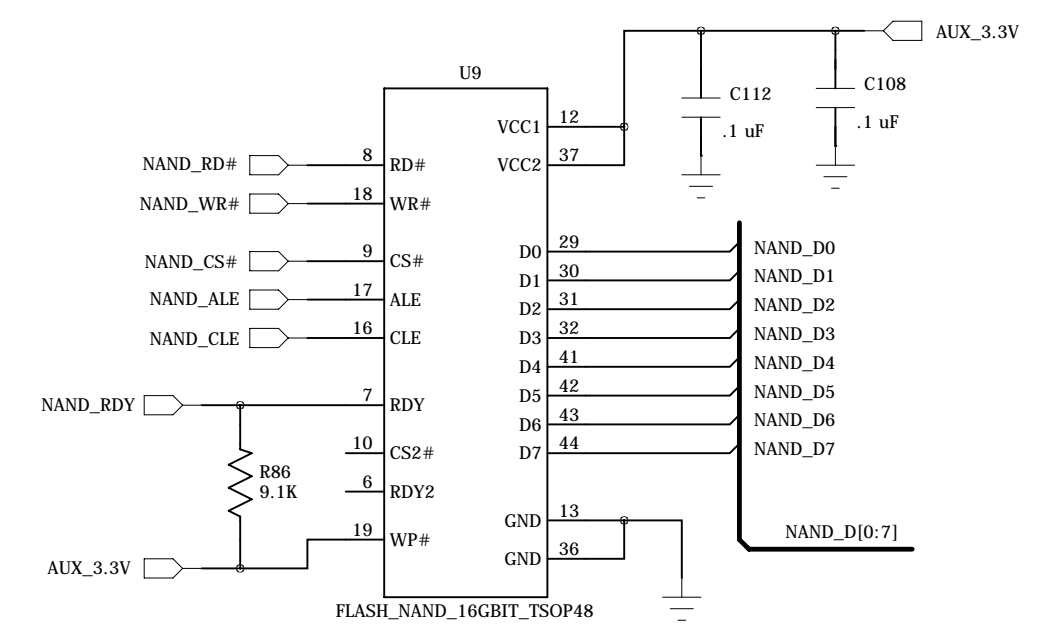 AUX_3.3V
U9
C108
C112
.1 uF
.1 uF
VCC1 12
VCC2 37
NAND_RD# 8 RD#
NAND_WR# 18 WR#
NAND_CS# 9 CS#
NAND_ALE 17 ALE
NAND_CLE 16 CLE
D0 29 NAND_D0
D1 30 NAND_D1
D2 31 NAND_D2
D3 32 NAND_D3
D4 41 NAND_D4
D5 42 NAND_D5
D6 43 NAND_D6
D7 44 NAND_D7
NAND_RDY 7 RDY
10 CS2#
R86
9.1K
6 RDY2
GND 13
NAND_D[0:7]
19 WP#
GND 36
AUX_3.3V
FLASH_NAND_16GBIT_TSOP48